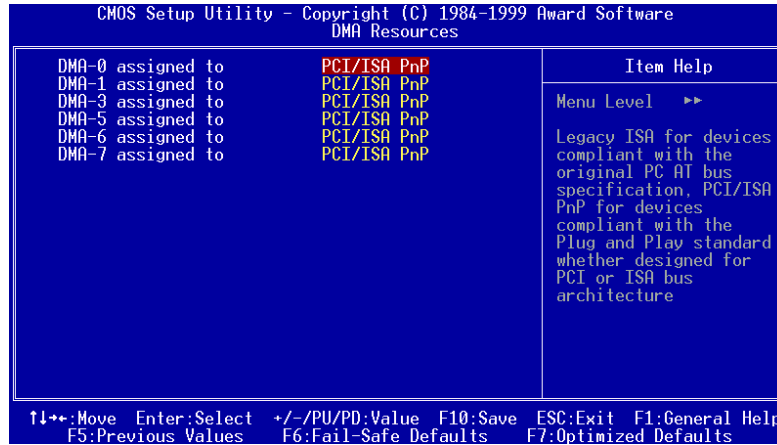 CMOS Setup Utility - Copyright (C) 1984-1999 Award Software
DMA Resources
DMA-0 assigned to PCI/ISA PnP
DMA-1 assigned to PCI/ISA PnP
DMA-3 assigned to PCI/ISA PnP
DMA-5 assigned to PCI/ISA PnP
DMA-6 assigned to PCI/ISA PnP
DMA-7 assigned to PCI/ISA PnP
Item Help
Menu Level ▸▸
Legacy ISA for devices
compliant with the
original PC AT bus
specification, PCI/ISA
PnP for devices
compliant with the
Plug and Play standard
whether designed for
PCI or ISA bus
architecture
↑↓→←:Move Enter:Select +/-/PU/PD:Value F10:Save ESC:Exit F1:General Help
F5:Previous Values F6:Fail-Safe Defaults F7:Optimized Defaults